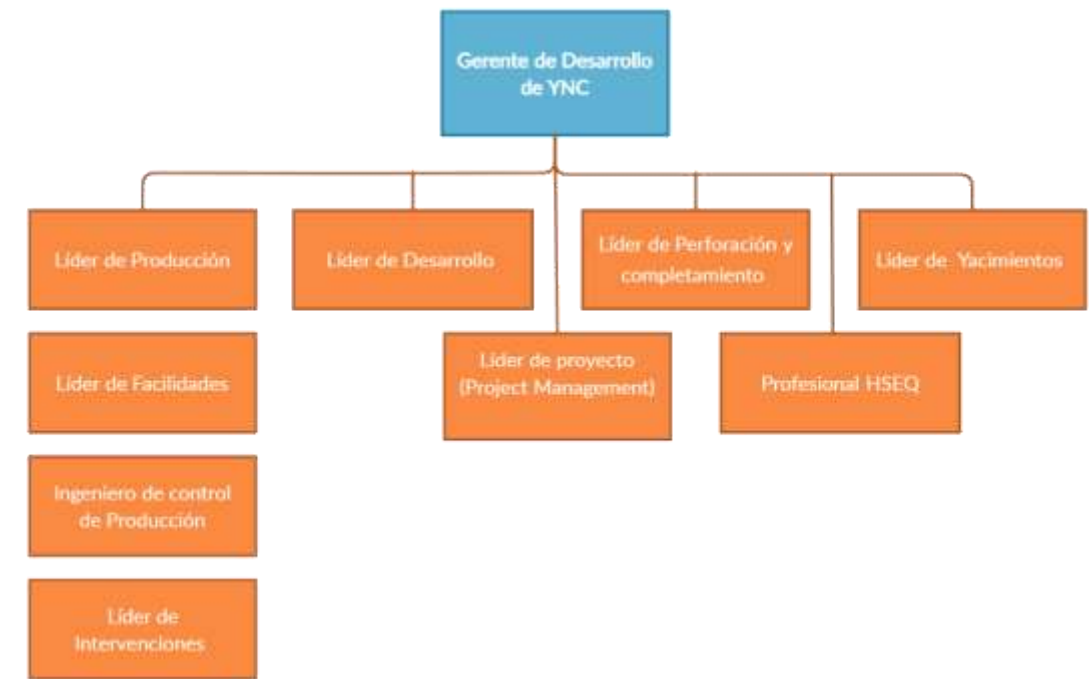 Gerente de Desarrollo
de YNC
Líder de Producción
Líder de Desarrollo
Líder de Perforación y
completamiento
Líder de Yacimientos
Líder de Facilidades
Líder de proyecto
(Project Management)
Profesional HSEQ
Ingeniero de control
de Producción
Líder de
Intervenciones